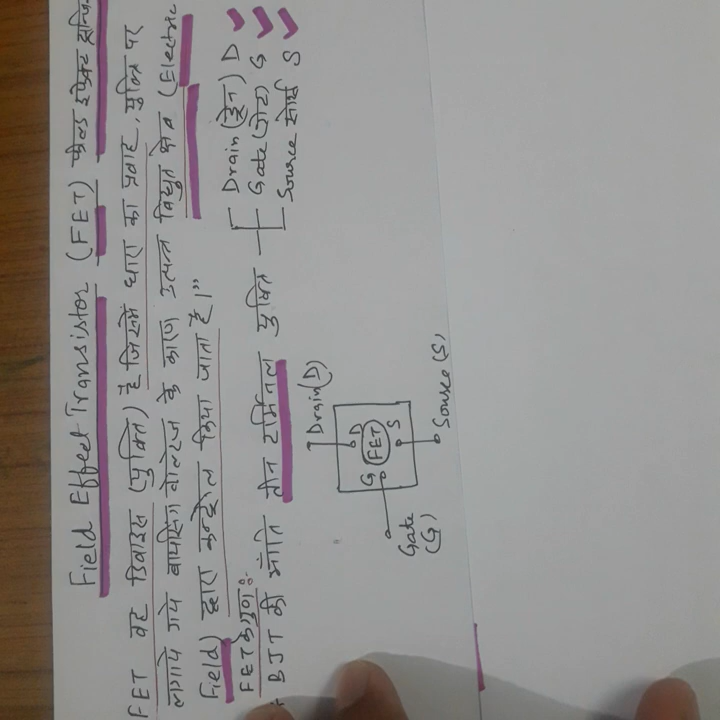 Field Effect Transistor (FET) फील्ड इफेक्ट
FET वह डिवाइस (युक्ति) है जिसमें धारा का प्रवाह, युक्ति पर
लगाये गये बायसिंग वोल्टेज के कारण उत्पन्न विद्युत क्षेत्र (Electric
Field) द्वारा कन्ट्रोल किया जाता है।”
FET के गुण:
BJT की भाँति तीन टर्मिनल युक्ति
Drain (ड्रेन) D
Gate (गेट) G
Source सोर्स S
Drain(D)
D
G
FET
S
Gate
(G)
Source(S)